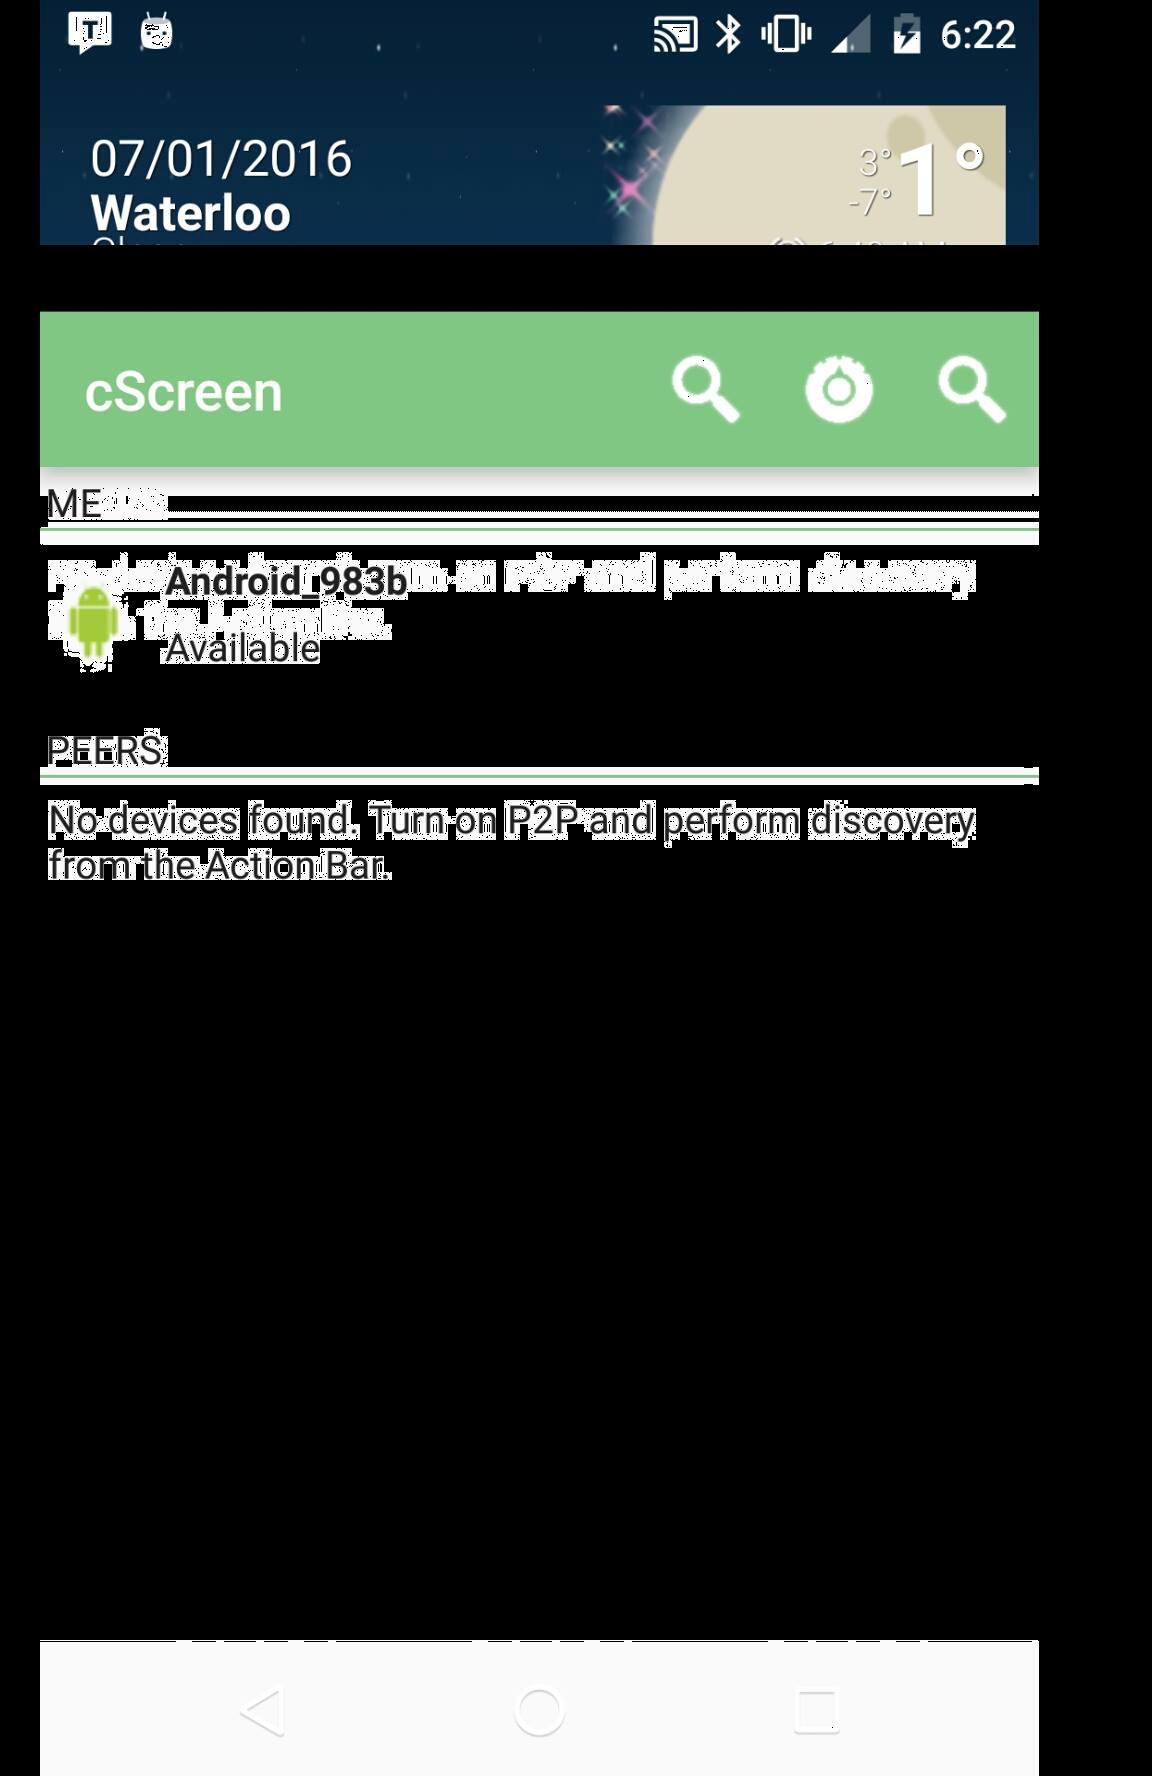 T
6:22
07/01/2016
3°
1°
Waterloo
-7°
cScreen
ME
Android_983b
Available
PEERS
No devices found. Turn on P2P and perform discovery
from the Action Bar.